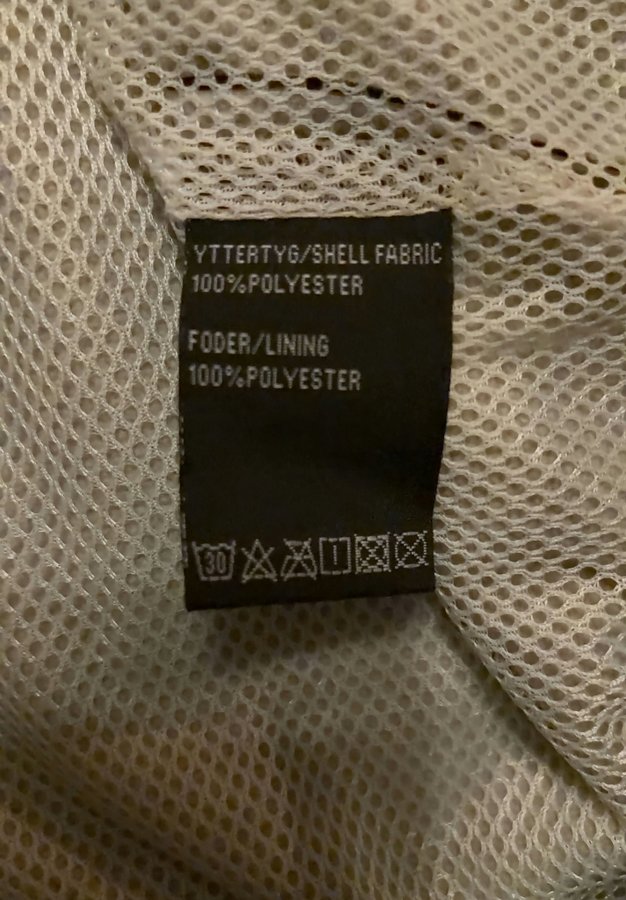 YTTERTYG/SHELL FABRIC
100%POLYESTER
FODER/LINING
100%POLYESTER
30